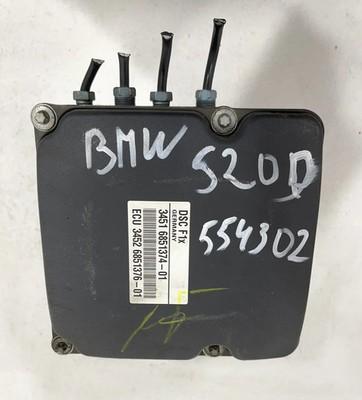 BMW 520D
554302
DSC F1x
GERMANY
3451 6851374-01
ECU 3452 6851376-01